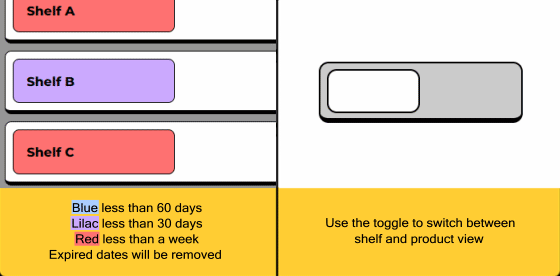 Shelf A
Shelf B
Shelf C
Blue less than 60 days
Lilac less than 30 days
Red less than a week
Expired dates will be removed
Use the toggle to switch between
shelf and product view